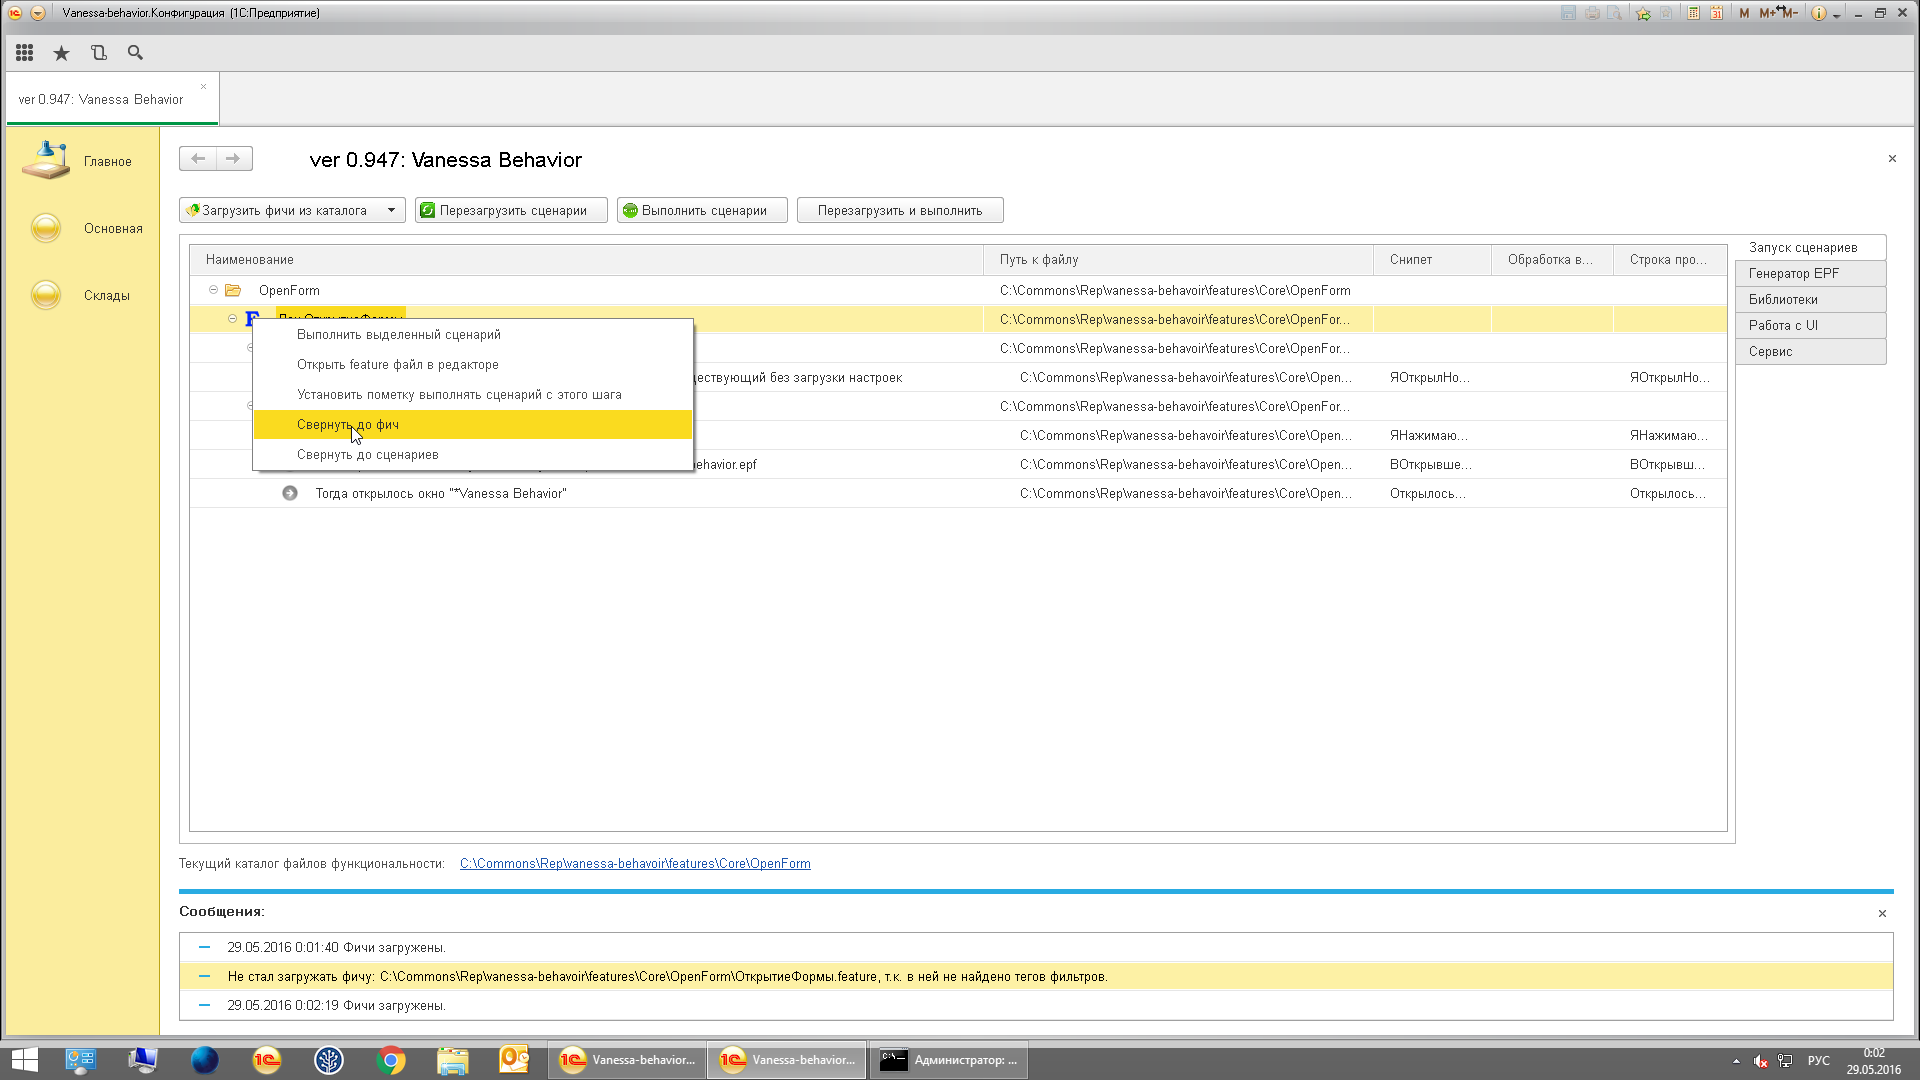 Vanessa-behavior.Конфигурация (1С:Предприятие)
M M+ M-
ver 0.947: Vanessa Behavior
Главное
Основная
Склады
ver 0.947: Vanessa Behavior
Загрузить фичи из каталога Перезагрузить сценарии Выполнить сценарии Перезагрузить и выполнить
Наименование Путь к файлу Снипет Обработка в... Строка про...
OpenForm C:\Commons\Rep\vanessa-behavoir\features\Core\OpenForm
C:\Commons\Rep\vanessa-behavoir\features\Core\OpenFor...
C:\Commons\Rep\vanessa-behavoir\features\Core\OpenFor...
ществующий без загрузки настроек C:\Commons\Rep\vanessa-behavoir\features\Core\Open... ЯОткрылНо... ЯОткрылНо...
C:\Commons\Rep\vanessa-behavoir\features\Core\OpenFor...
C:\Commons\Rep\vanessa-behavoir\features\Core\Open... ЯНажимаю... ЯНажимаю...
ehavior.epf C:\Commons\Rep\vanessa-behavoir\features\Core\Open... ВОткрывше... ВОткрывш...
Тогда открылось окно "*Vanessa Behavior" C:\Commons\Rep\vanessa-behavoir\features\Core\Open... Открылось... Открылось...
Выполнить выделенный сценарий
Открыть feature файл в редакторе
Установить пометку выполнять сценарий с этого шага
Свернуть до фич
Свернуть до сценариев
Запуск сценариев
Генератор EPF
Библиотеки
Работа с UI
Сервис
Текущий каталог файлов функциональности: C:\Commons\Rep\vanessa-behavoir\features\Core\OpenForm
Сообщения:
29.05.2016 0:01:40 Фичи загружены.
Не стал загружать фичу: C:\Commons\Rep\vanessa-behavoir\features\Core\OpenForm\ОткрытиеФормы.feature, т.к. в ней не найдено тегов фильтров.
29.05.2016 0:02:19 Фичи загружены.
Vanessa-behavior... Vanessa-behavior... Администратор: ...
РУС
0:02
29.05.2016